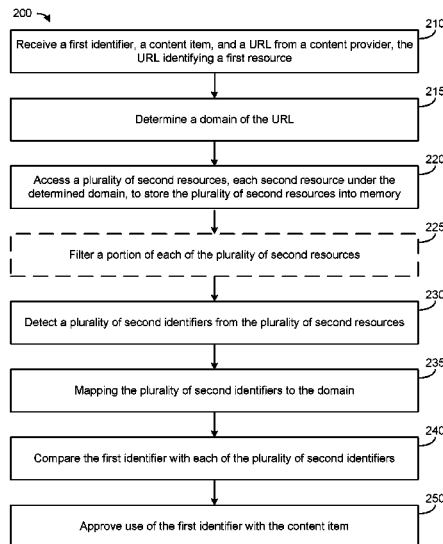 200
210
Receive a first identifier, a content item, and a URL from a content provider, the
URL identifying a first resource
215
Determine a domain of the URL
220
Access a plurality of second resources, each second resource under the
determined domain, to store the plurality of second resources into memory
225
Filter a portion of each of the plurality of second resources
230
Detect a plurality of second identifiers from the plurality of second resources
235
Mapping the plurality of second identifiers to the domain
240
Compare the first identifier with each of the plurality of second identifiers
250
Approve use of the first identifier with the content item